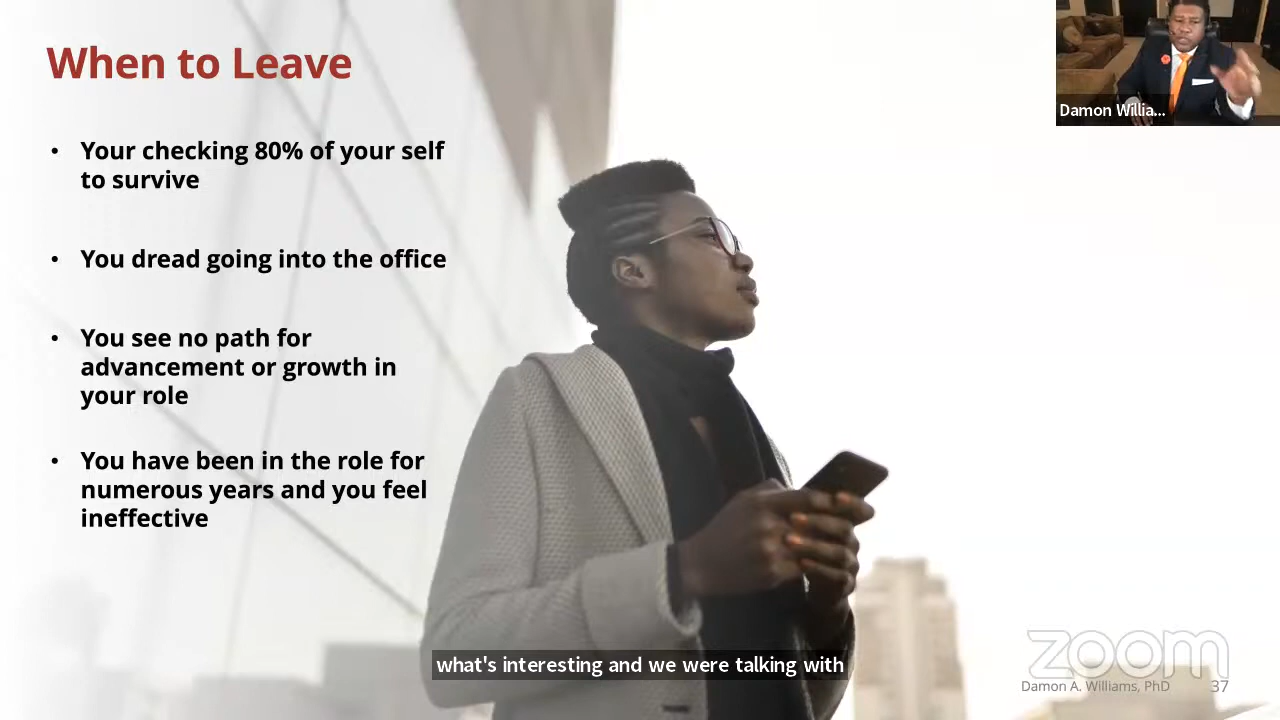 When to Leave
Damon Willia...
• Your checking 80% of your self
to survive
• You dread going into the office
• You see no path for
advancement or growth in
your role
• You have been in the role for
numerous years and you feel
ineffective
what's interesting and we were talking with
zoom
Damon A. Williams, PhD 37